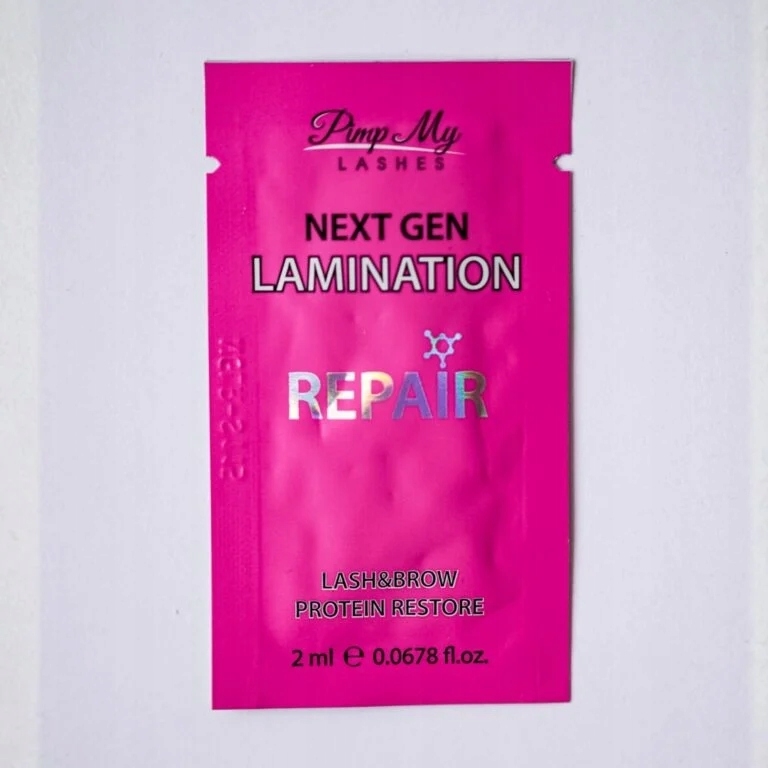 Pimp My
LASHES
NEXT GEN
LAMINATION
REPAIR
LASH&BROW
PROTEIN RESTORE
2 ml ℮ 0.0678 fl.oz.